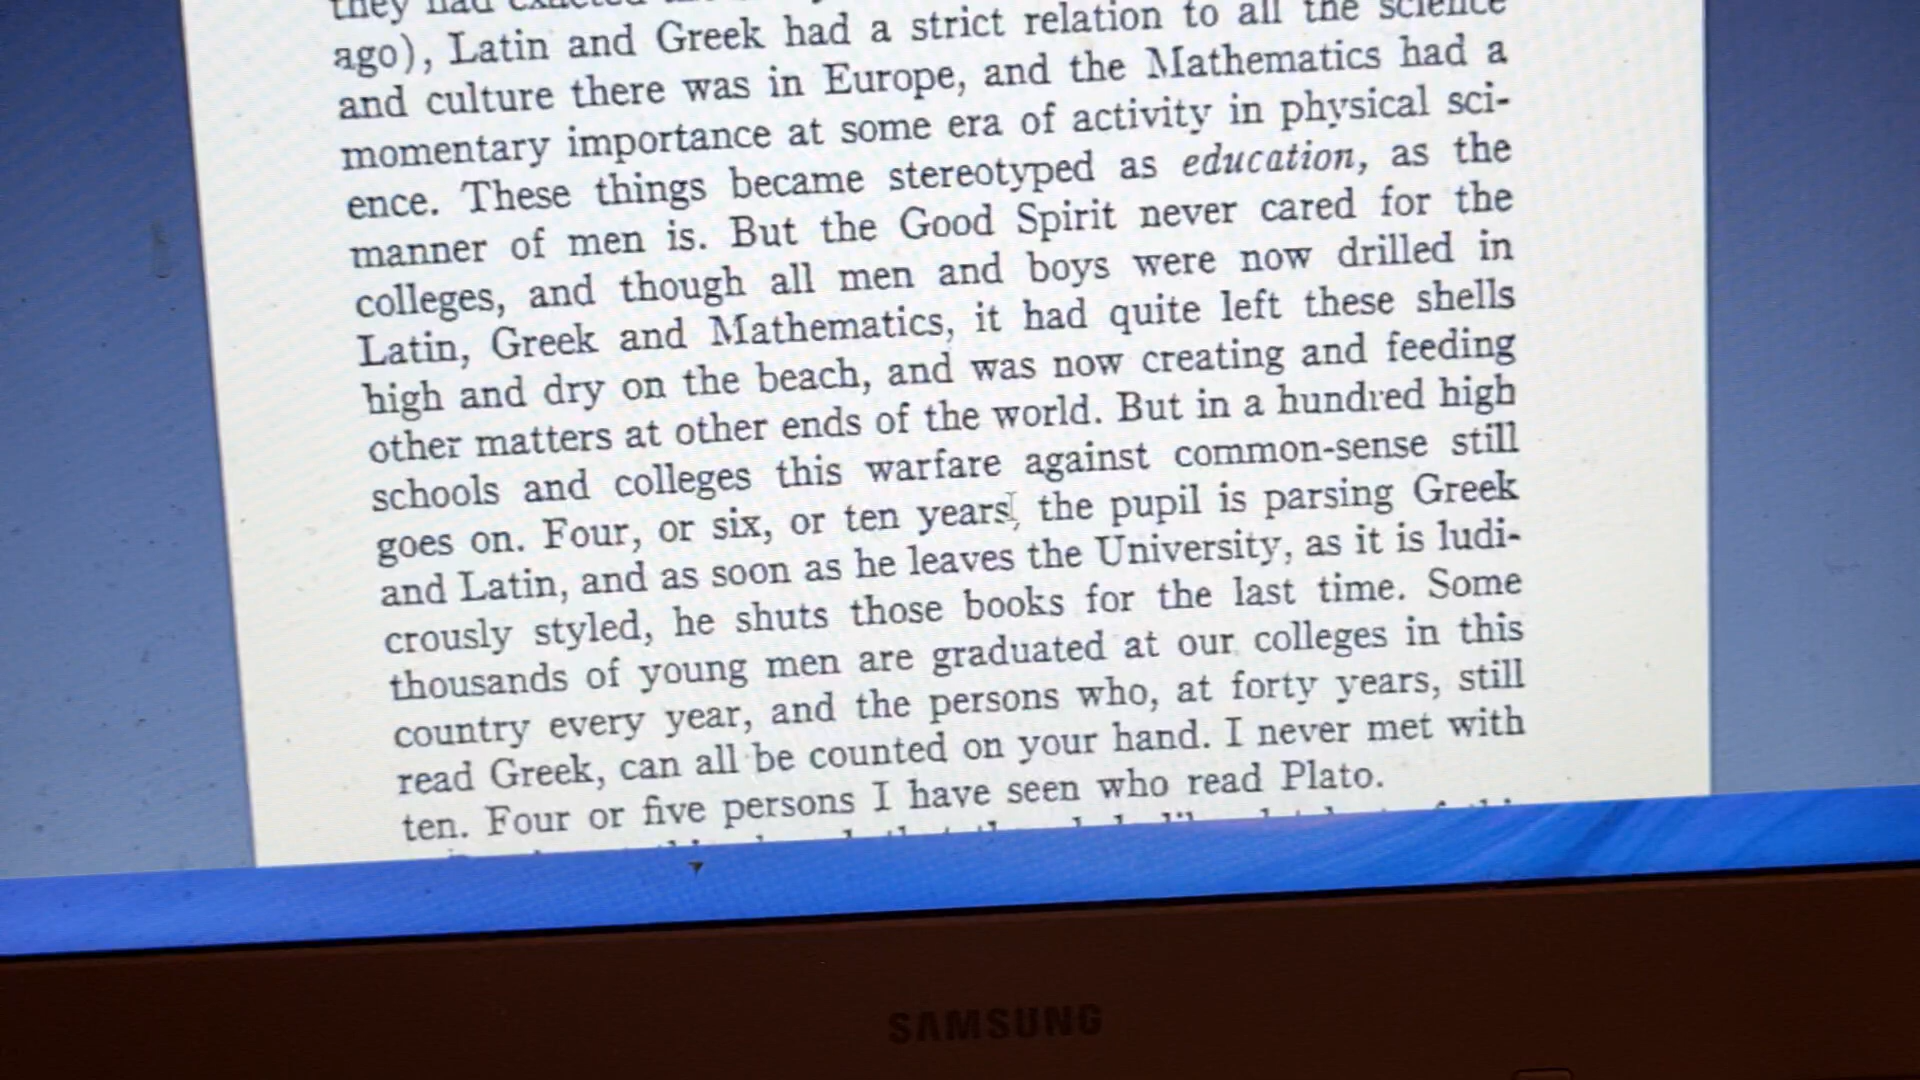 they had exacted
ago), Latin and Greek had a strict relation to all the science
and culture there was in Europe, and the Mathematics had a
momentary importance at some era of activity in physical sci-
ence. These things became stereotyped as education, as the
manner of men is. But the Good Spirit never cared for the
colleges, and though all men and boys were now drilled in
Latin, Greek and Mathematics, it had quite left these shells
high and dry on the beach, and was now creating and feeding
other matters at other ends of the world. But in a hundred high
schools and colleges this warfare against common-sense still
goes on. Four, or six, or ten years, the pupil is parsing Greek
and Latin, and as soon as he leaves the University, as it is ludi-
crously styled, he shuts those books for the last time. Some
thousands of young men are graduated at our colleges in this
country every year, and the persons who, at forty years, still
read Greek, can all be counted on your hand. I never met with
ten. Four or five persons I have seen who read Plato.
SAMSUNG